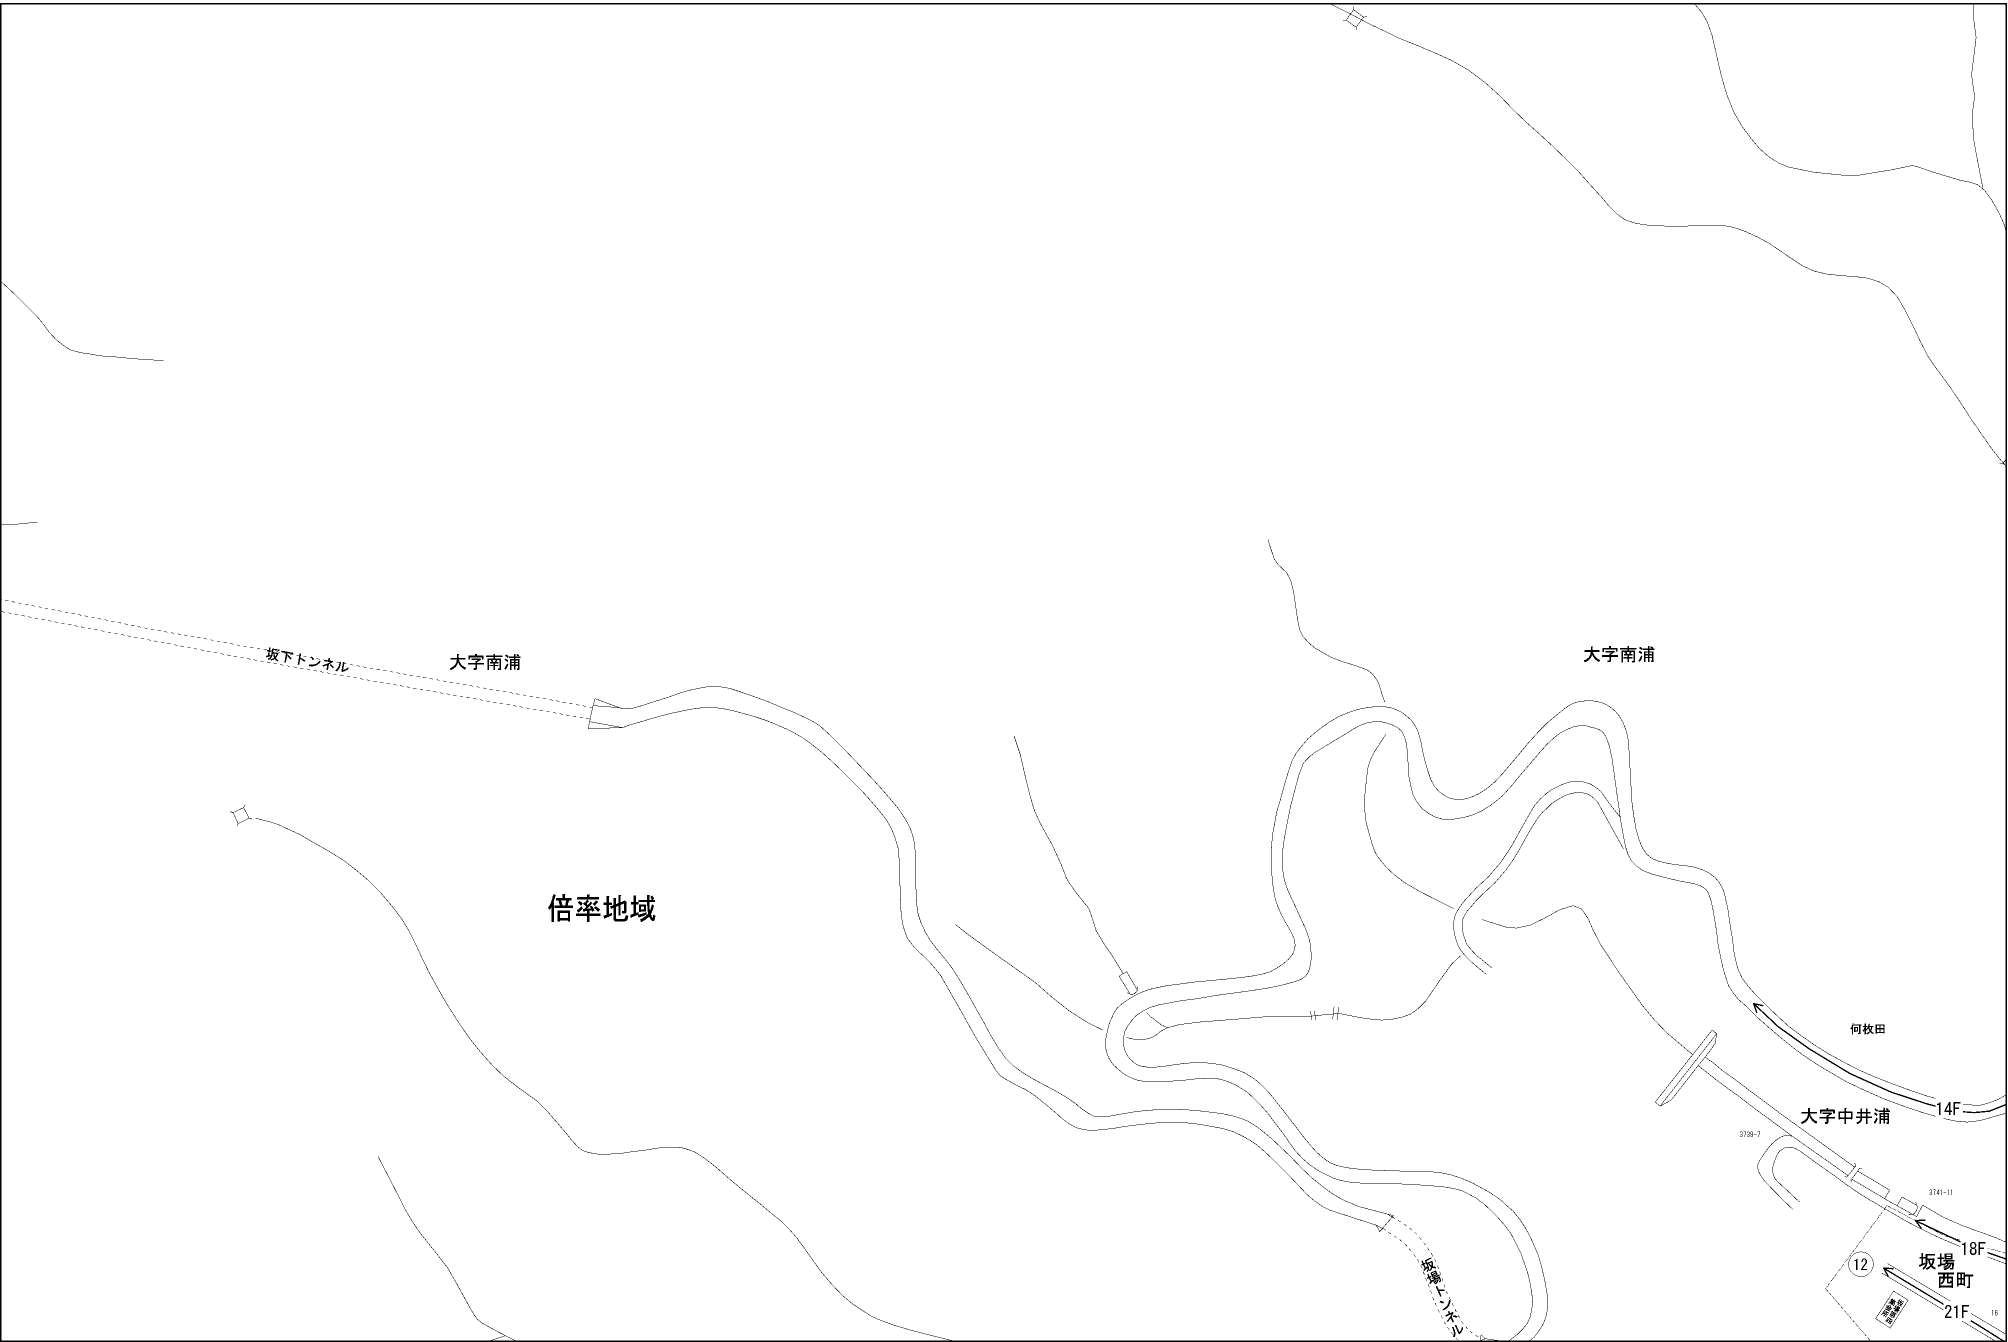 大字南浦
坂下トンネル
大字南浦
倍率地域
何枚田
14F
大字中井浦
3739-7
3741-11
18F
12
坂場
西町
21F
16
坂場トンネル